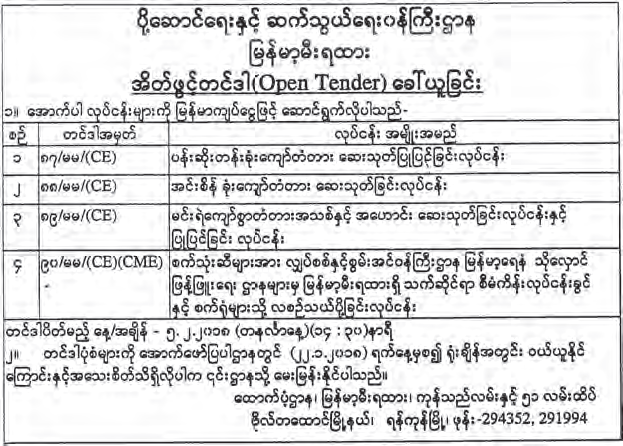 ပို့ဆောင်ရေးနှင့် ဆက်သွယ်ရေးဝန်ကြီးဌာန
မြန်မာ့မီးရထား
အိတ်ဖွင့်တင်ဒါ(Open Tender) ခေါ်ယူခြင်း
၁။ အောက်ပါ လုပ်ငန်းများကို မြန်မာကျပ်ငွေဖြင့် ဆောင်ရွက်လိုပါသည်-
စဉ် တင်ဒါအမှတ် လုပ်ငန်း အမျိုးအမည်
၁ ၈၇/မမ/(CE) ပန်းဆိုးတန်းခုံးကျော်တံတား ဆေးသုတ်ပြုပြင်ခြင်းလုပ်ငန်း
၂ ၈၈/မမ/(CE) အင်းစိန် ခုံးကျော်တံတား ဆေးသုတ်ခြင်းလုပ်ငန်း
၃ ၈၉/မမ/(CE) မင်းရဲကျော်စွာတံတားအသစ်နှင့် အဟောင်း ဆေးသုတ်ခြင်းလုပ်ငန်းနှင့်
ပြုပြင်ခြင်း လုပ်ငန်း
၄ ၉၀/မမ/(CE)(CME) စက်သုံးဆီများအား လျှပ်စစ်နှင့်စွမ်းအင်ဝန်ကြီးဌာန မြန်မာ့ရေနံ သိုလှောင်
- ဖြန့်ဖြူးရေး ဌာနများမှ မြန်မာ့မီးရထားရှိ သက်ဆိုင်ရာ စီမံကိန်းလုပ်ငန်းခွင်
နှင့် စက်ရုံများသို့ လစဉ်သယ်ပို့ခြင်းလုပ်ငန်း
တင်ဒါပိတ်မည့် နေ့/အချိန် - ၅.၂.၂၀၁၈ (တနင်္လာနေ့)(၁၄ : ၃၀)နာရီ
၂။ တင်ဒါပုံစံများကို အောက်ဖော်ပြပါဌာနတွင် (၂၂.၁.၂၀၁၈) ရက်နေ့မှစ၍ ရုံးချိန်အတွင်း ဝယ်ယူနိုင်
ကြောင်းနှင့်အသေးစိတ်သိရှိလိုပါက ၎င်းဌာနသို့ မေးမြန်းနိုင်ပါသည်။
ထောက်ပံ့ဌာန၊ မြန်မာ့မီးရထား၊ ကုန်သည်လမ်းနှင့် ၅၁ လမ်းထိပ်
ဗိုလ်တထောင်မြို့နယ်၊ ရန်ကုန်မြို့၊ ဖုန်း-294352, 291994